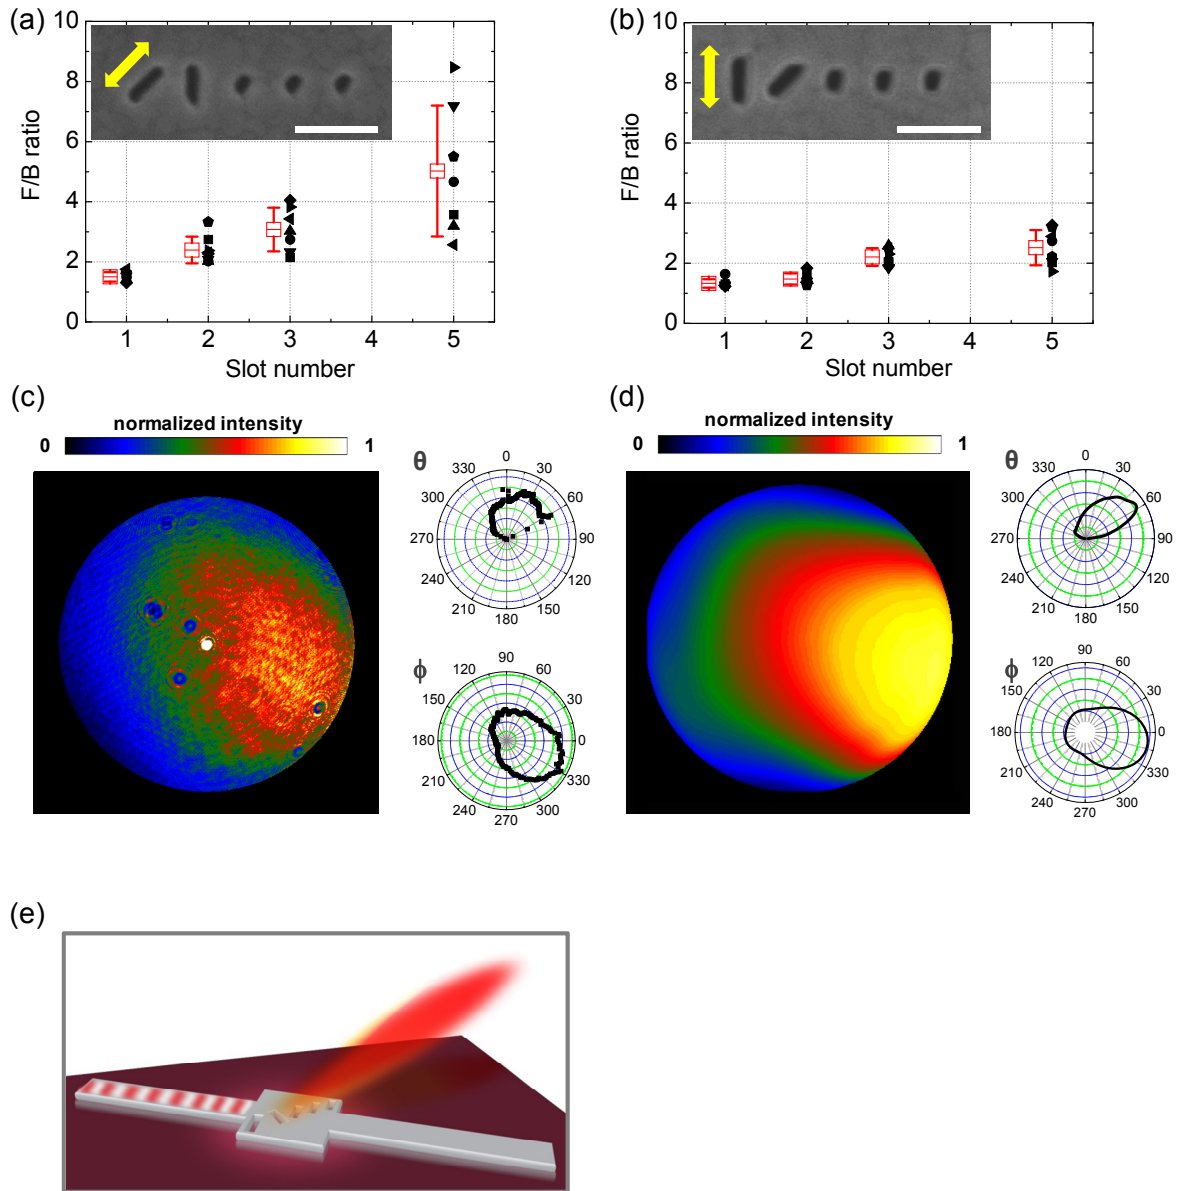 (a)
10
8
6
4
2
0
F/B ratio
1 2 3 4 5
Slot number
(b)
10
8
6
4
2
0
F/B ratio
1 2 3 4 5
Slot number
(c)
normalized intensity
0 1
θ
0
330 30
300 60
270 90
240 120
210 150
180
ϕ
90
120 60
150 30
180 0
210 330
240 300
270
(d)
normalized intensity
0 1
θ
0
330 30
300 60
270 90
240 120
210 150
180
ϕ
90
120 60
150 30
180 0
210 330
240 300
270
(e)